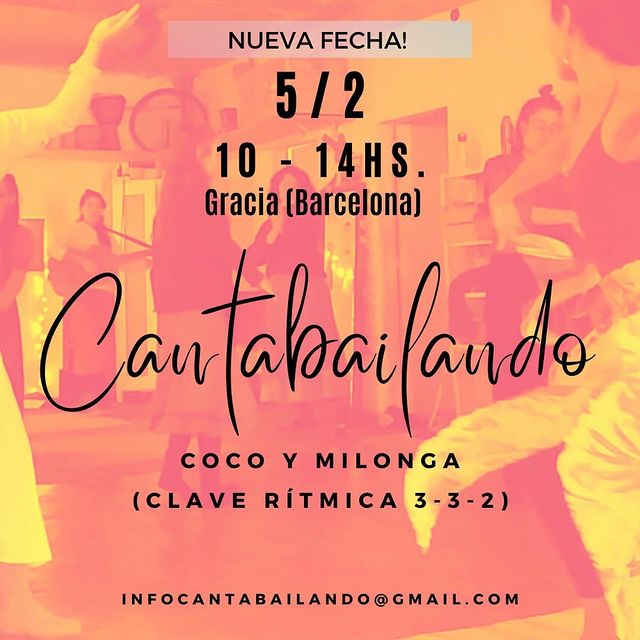 NUEVA FECHA!
5/2
10 - 14HS.
Gracia (Barcelona)
Cantabailando
COCO Y MILONGA
(CLAVE RÍTMICA 3-3-2)
INFOCANTABAILANDO@GMAIL.COM